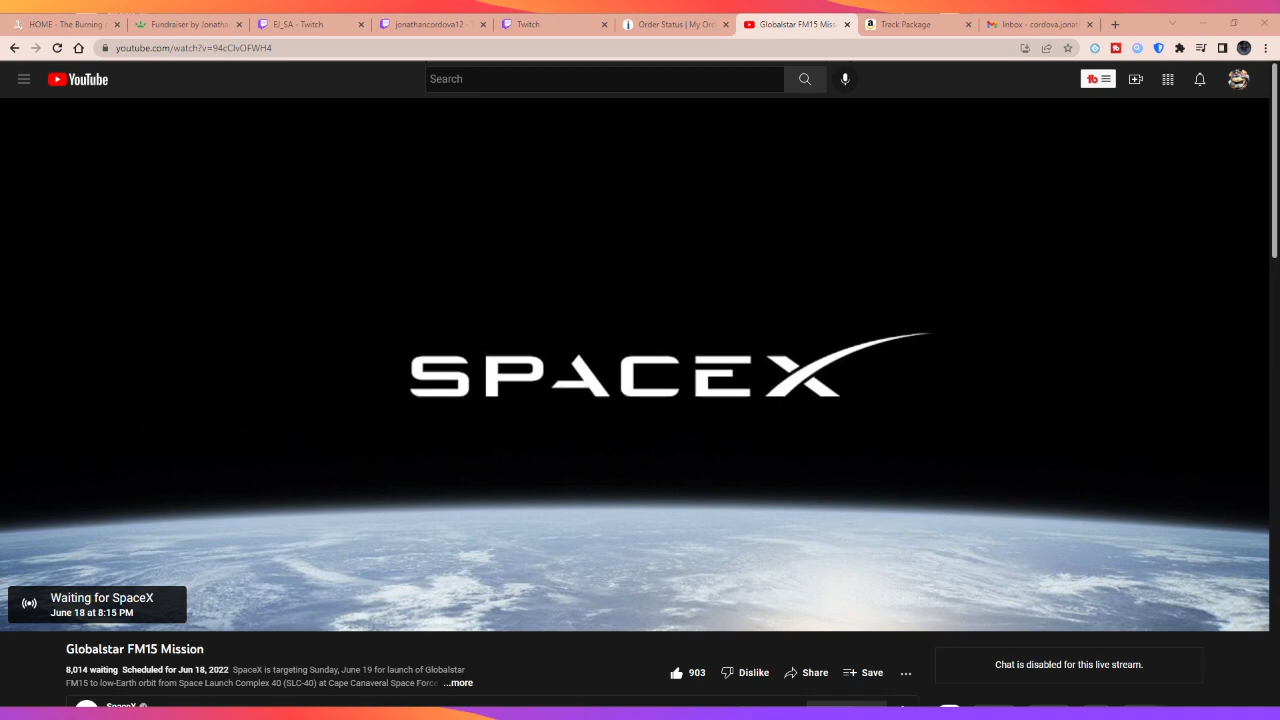 HOME - The Burning
Fundraiser by Jonatha
EJ_SA - Twitch
jonathancordova12 - T
Twitch
Order Status | My Ord
Globalstar FM15 Miss
Track Package
Inbox - cordova.jonat
youtube.com/watch?v=94cClvOFWH4
YouTube
Search
SPACEX
Waiting for SpaceX
June 18 at 8:15 PM
Globalstar FM15 Mission
8,014 waiting Scheduled for Jun 18, 2022 SpaceX is targeting Sunday, June 19 for launch of Globalstar
FM15 to low-Earth orbit from Space Launch Complex 40 (SLC-40) at Cape Canaveral Space Force ...more
903
Dislike
Share
Save
Chat is disabled for this live stream.
SpaceX